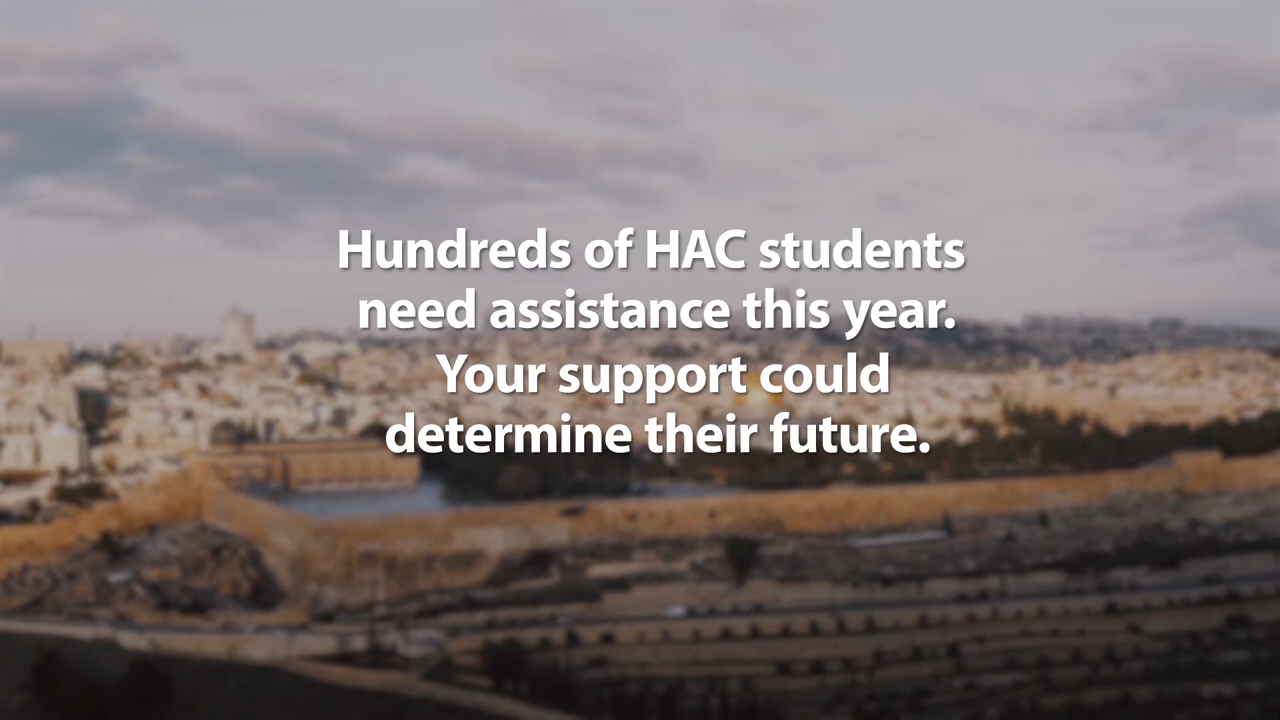 Hundreds of HAC students
need assistance this year.
Your support could
determine their future.